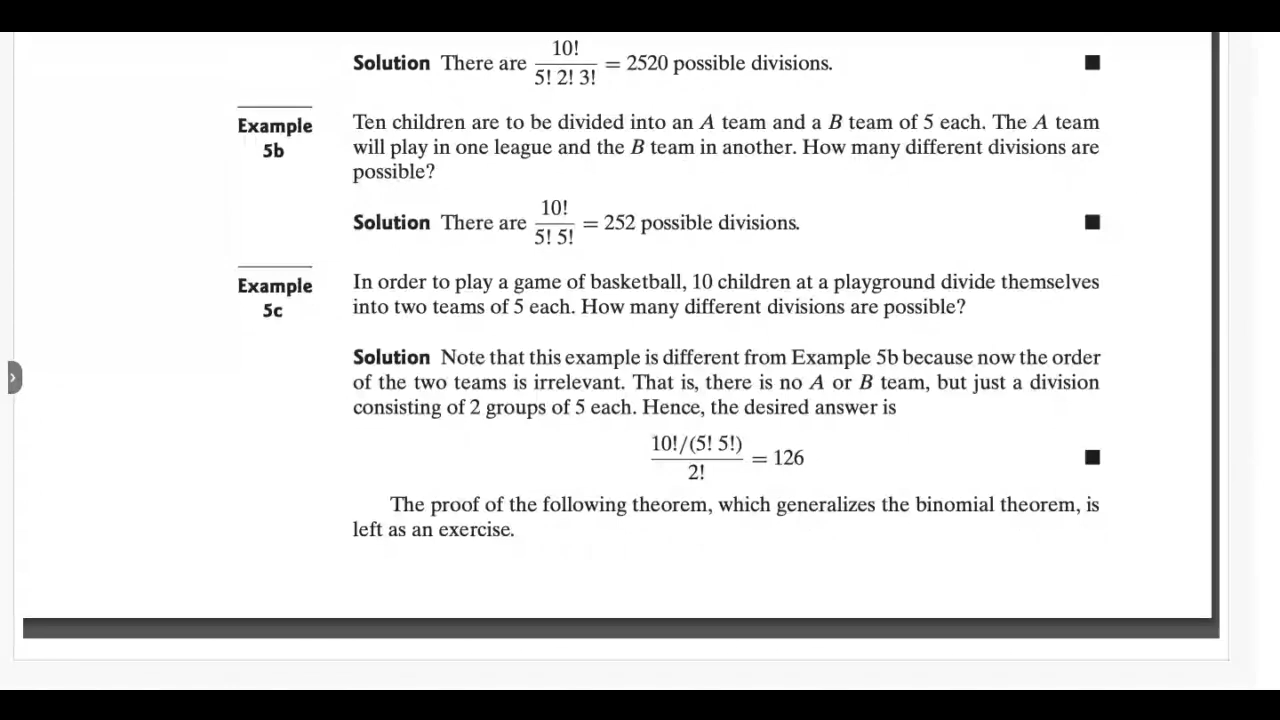 Solution There are 10! / 5! 2! 3! = 2520 possible divisions. ■
Example 5b
Ten children are to be divided into an A team and a B team of 5 each. The A team
will play in one league and the B team in another. How many different divisions are
possible?
Solution There are 10! / 5! 5! = 252 possible divisions. ■
Example 5c
In order to play a game of basketball, 10 children at a playground divide themselves
into two teams of 5 each. How many different divisions are possible?
Solution Note that this example is different from Example 5b because now the order
of the two teams is irrelevant. That is, there is no A or B team, but just a division
consisting of 2 groups of 5 each. Hence, the desired answer is
10!/(5! 5!) / 2! = 126 ■
The proof of the following theorem, which generalizes the binomial theorem, is
left as an exercise.